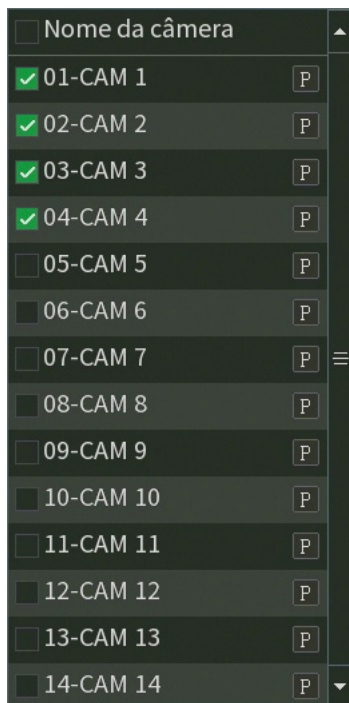 Nome da câmera
01-CAM 1 P
02-CAM 2 P
03-CAM 3 P
04-CAM 4 P
05-CAM 5 P
06-CAM 6 P
07-CAM 7 P
08-CAM 8 P
09-CAM 9 P
10-CAM 10 P
11-CAM 11 P
12-CAM 12 P
13-CAM 13 P
14-CAM 14 P